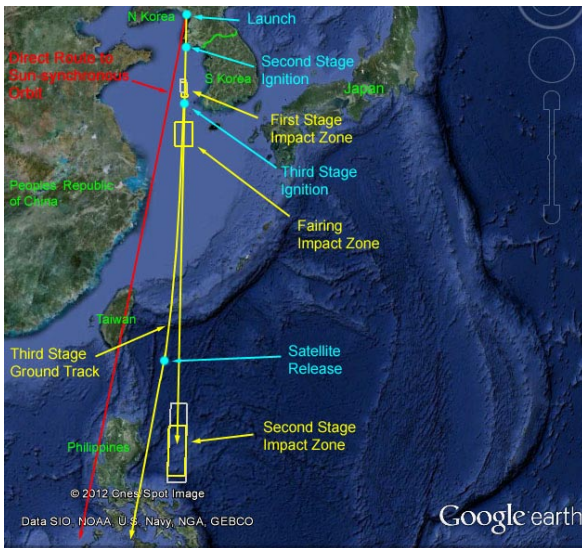 N Korea
Launch
Direct Route to
Sun-synchronous
Orbit
Second Stage
Ignition
S Korea
Japan
First Stage
Impact Zone
Third Stage
Ignition
Peoples Republic
of China
Fairing
Impact Zone
Taiwan
Third Stage
Ground Track
Satellite
Release
Second Stage
Impact Zone
Philippines
© 2012 Cnes/Spot Image
Data SIO, NOAA, U.S. Navy, NGA, GEBCO
Google earth